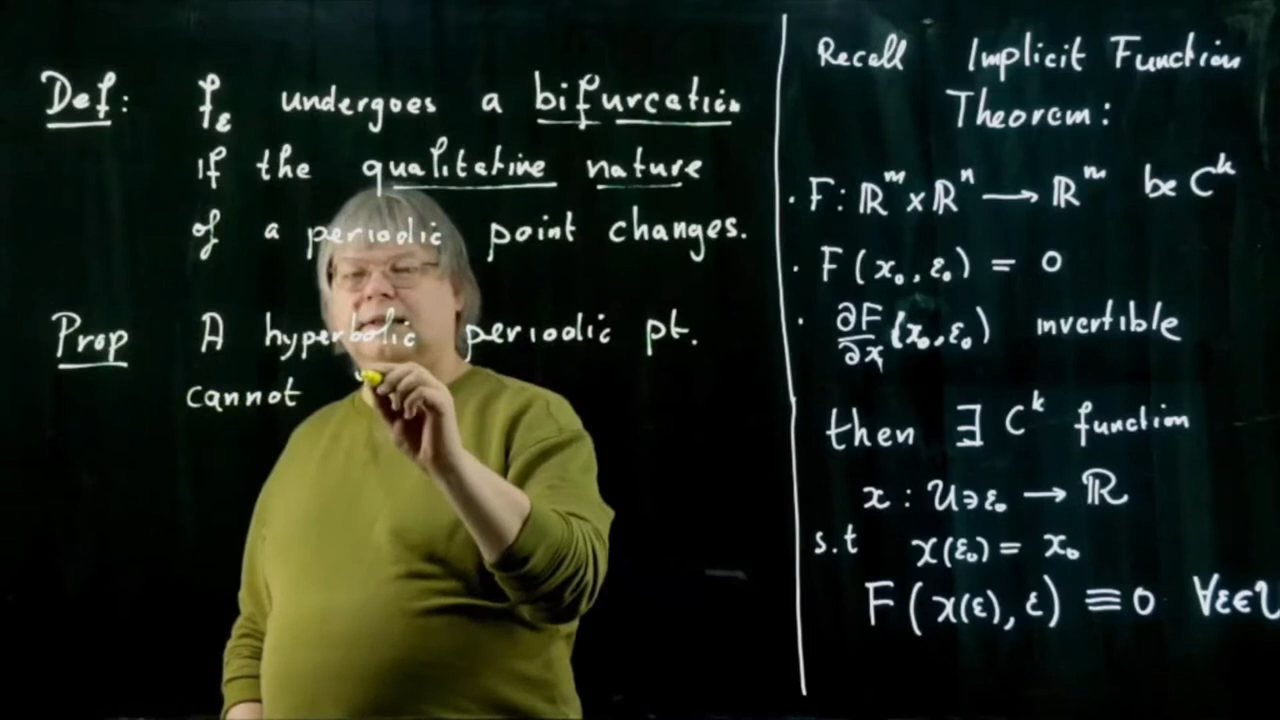 Def: f_ε undergoes a bifurcation
if the qualitative nature
of a periodic point changes.
Prop A hyperbolic periodic pt.
cannot
Recall Implicit Function
Theorem:
· F: ℝ^m × ℝ^n → ℝ^m be C^k
· F(x₀, ε₀) = 0
· ∂F/∂x (x₀, ε₀) invertible
then ∃ C^k function
x : U∋ε₀ → ℝ
s.t x(ε₀) = x₀
F(x(ε), ε) ≡ 0 ∀ε∈U